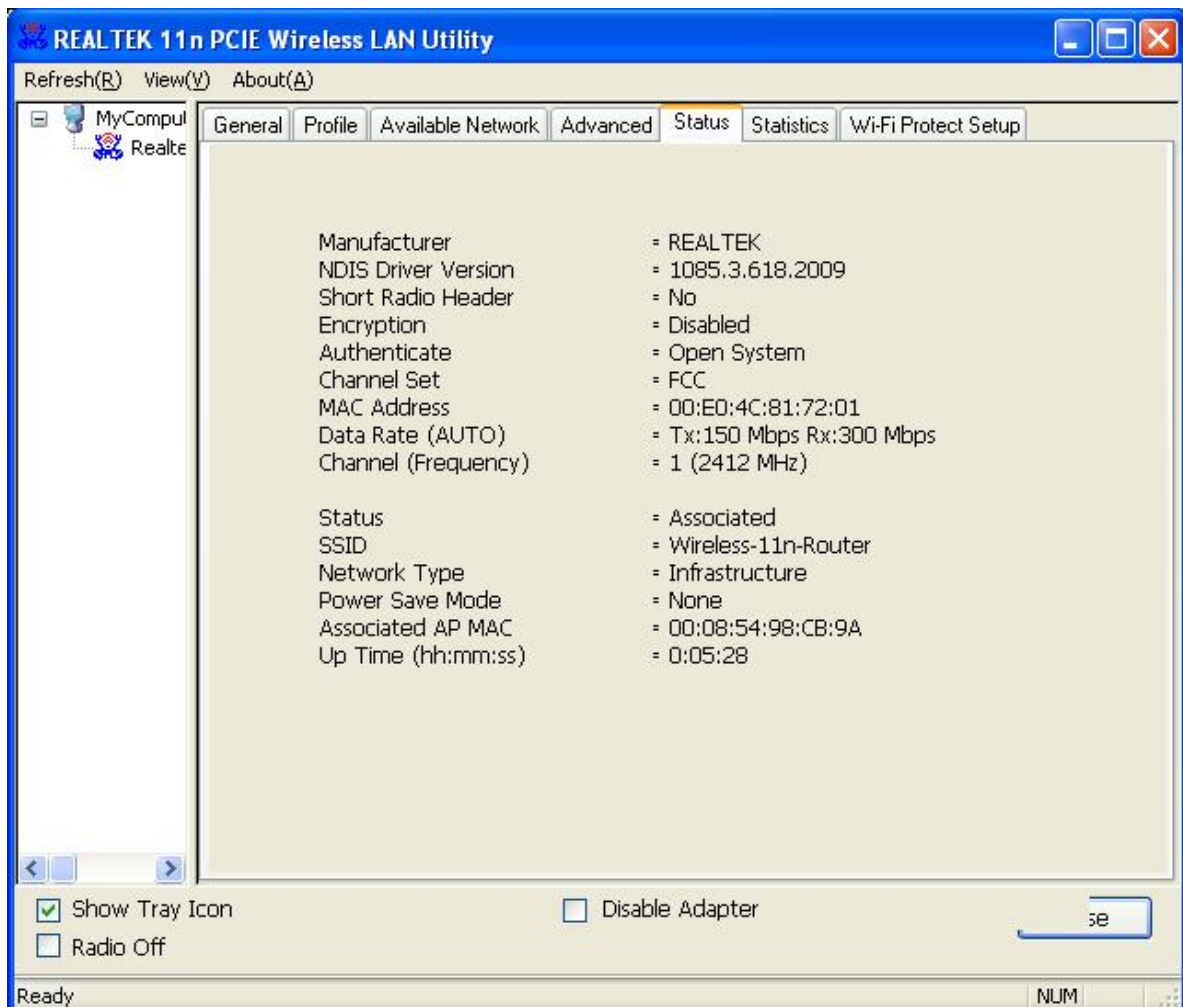 REALTEK 11n PCIE Wireless LAN Utility
Refresh(R) View(V) About(A)
MyComput
Realte
General Profile Available Network Advanced Status Statistics Wi-Fi Protect Setup
Manufacturer = REALTEK
NDIS Driver Version = 1085.3.618.2009
Short Radio Header = No
Encryption = Disabled
Authenticate = Open System
Channel Set = FCC
MAC Address = 00:E0:4C:81:72:01
Data Rate (AUTO) = Tx:150 Mbps Rx:300 Mbps
Channel (Frequency) = 1 (2412 MHz)
Status = Associated
SSID = Wireless-11n-Router
Network Type = Infrastructure
Power Save Mode = None
Associated AP MAC = 00:08:54:98:CB:9A
Up Time (hh:mm:ss) = 0:05:28
Show Tray Icon Disable Adapter
Radio Off
se
Ready NUM